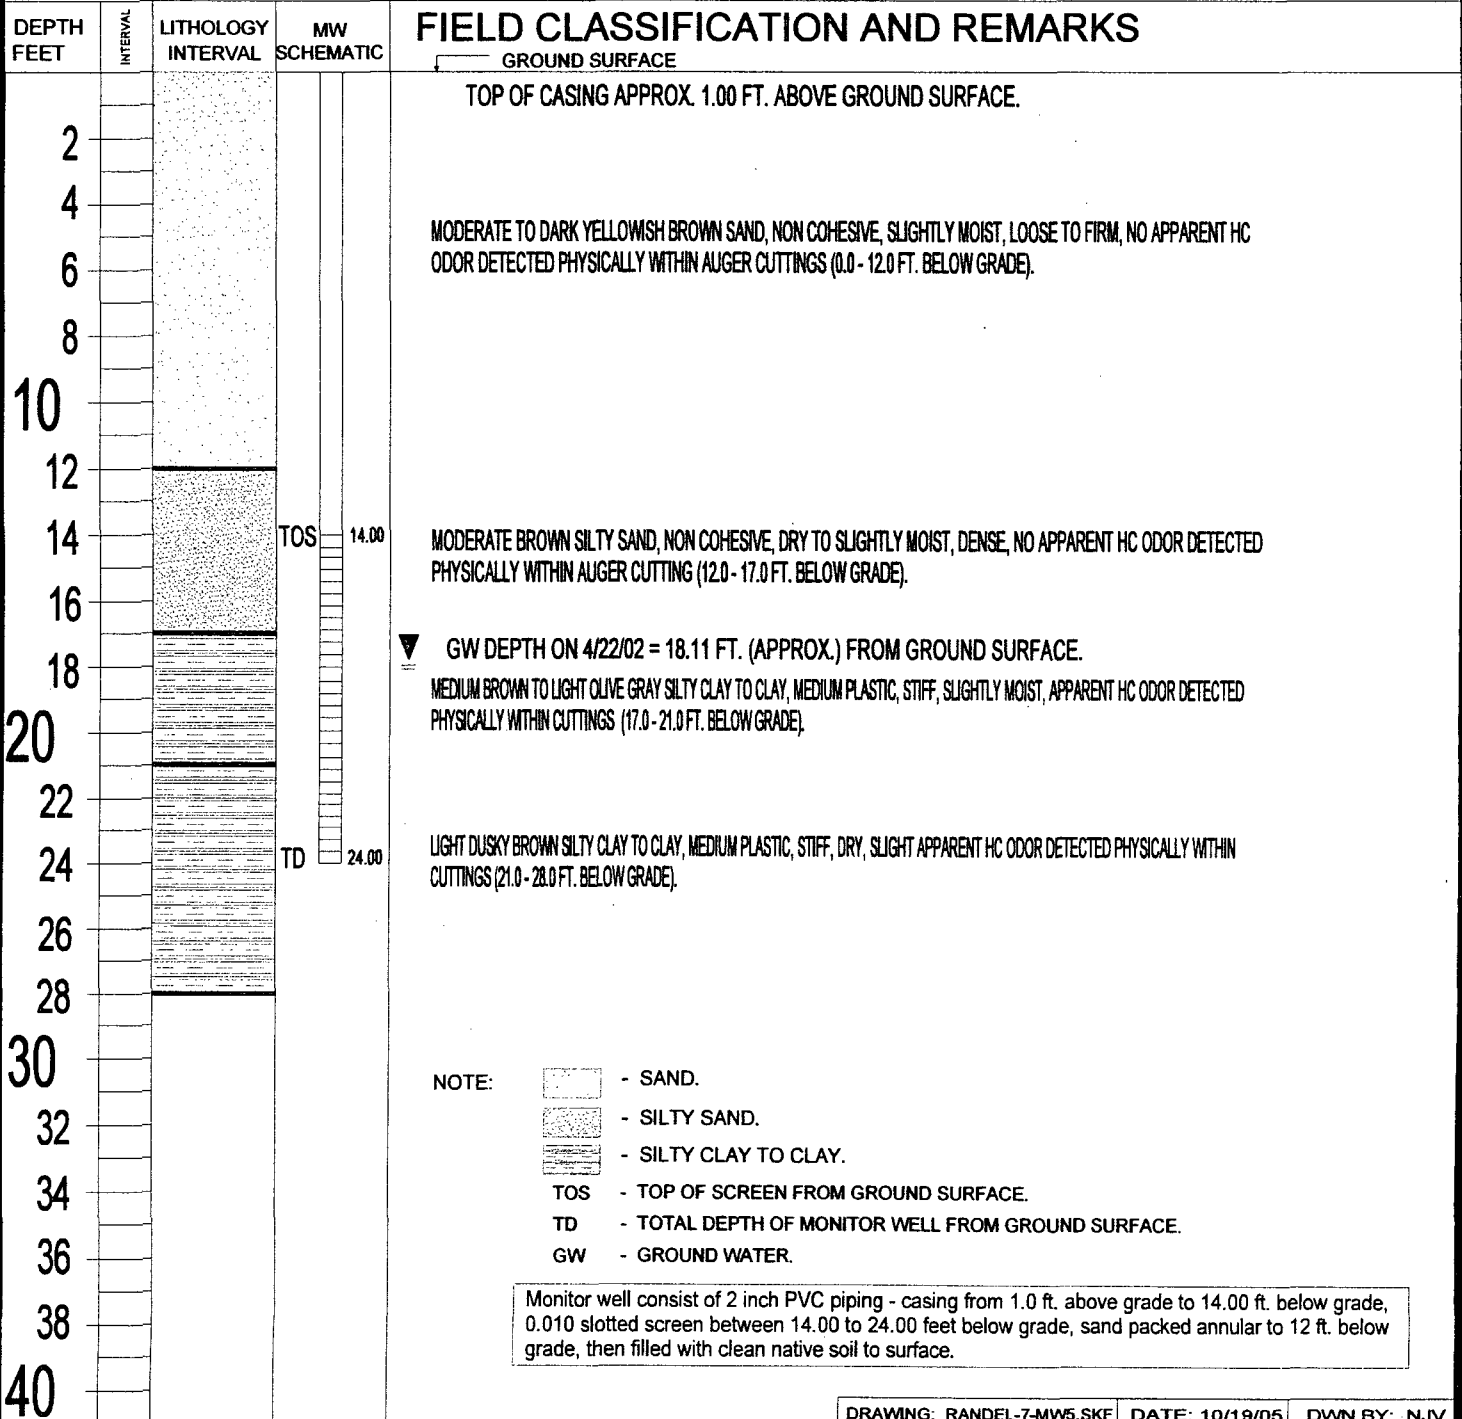 DEPTH FEET
INTERVAL
LITHOLOGY INTERVAL
MW SCHEMATIC
FIELD CLASSIFICATION AND REMARKS
GROUND SURFACE
TOP OF CASING APPROX. 1.00 FT. ABOVE GROUND SURFACE.
2
4
MODERATE TO DARK YELLOWISH BROWN SAND, NON COHESIVE, SLIGHTLY MOIST, LOOSE TO FIRM, NO APPARENT HC
ODOR DETECTED PHYSICALLY WITHIN AUGER CUTTINGS (0.0 - 12.0 FT. BELOW GRADE).
6
8
10
12
14
TOS
14.00
MODERATE BROWN SILTY SAND, NON COHESIVE, DRY TO SLIGHTLY MOIST, DENSE, NO APPARENT HC ODOR DETECTED
PHYSICALLY WITHIN AUGER CUTTING (12.0 - 17.0 FT. BELOW GRADE).
16
GW DEPTH ON 4/22/02 = 18.11 FT. (APPROX.) FROM GROUND SURFACE.
18
MEDIUM BROWN TO LIGHT OLIVE GRAY SILTY CLAY TO CLAY, MEDIUM PLASTIC, STIFF, SLIGHTLY MOIST, APPARENT HC ODOR DETECTED
PHYSICALLY WITHIN CUTTINGS (17.0 - 21.0 FT. BELOW GRADE).
20
22
24
TD
24.00
LIGHT DUSKY BROWN SILTY CLAY TO CLAY, MEDIUM PLASTIC, STIFF, DRY, SLIGHT APPARENT HC ODOR DETECTED PHYSICALLY WITHIN
CUTTINGS (21.0 - 28.0 FT. BELOW GRADE).
26
28
30
NOTE:
- SAND.
- SILTY SAND.
- SILTY CLAY TO CLAY.
TOS - TOP OF SCREEN FROM GROUND SURFACE.
TD - TOTAL DEPTH OF MONITOR WELL FROM GROUND SURFACE.
GW - GROUND WATER.
32
34
36
38
40
Monitor well consist of 2 inch PVC piping - casing from 1.0 ft. above grade to 14.00 ft. below grade,
0.010 slotted screen between 14.00 to 24.00 feet below grade, sand packed annular to 12 ft. below
grade, then filled with clean native soil to surface.
DRAWING: RANDEL-7-MW5.SKF DATE: 10/19/05 DWN BY: NJV